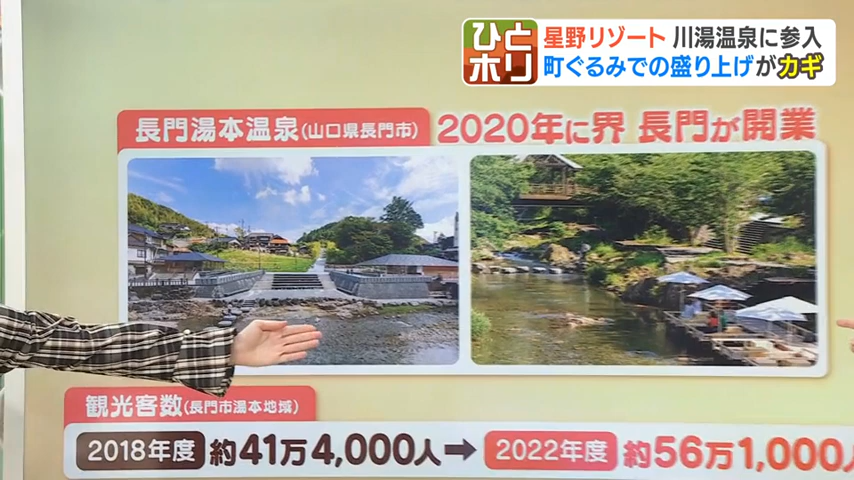 ひと
ホリ
星野リゾート 川湯温泉に参入
町ぐるみでの盛り上げがカギ
長門湯本温泉(山口県長門市)
2020年に界 長門が開業
観光客数(長門市湯本地域)
2018年度 約41万4,000人➡2022年度 約56万1,000人